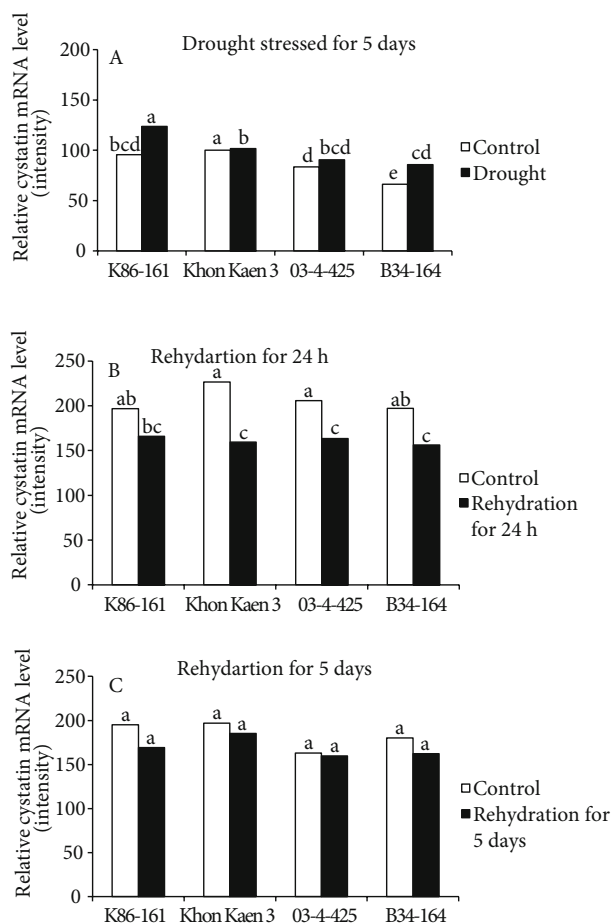 A
Drought stressed for 5 days
Relative cystatin mRNA level
(intensity)
200
150
100
50
0
bcd
a
a
b
d
bcd
e
cd
Control
Drought
K86-161
Khon Kaen 3
03-4-425
B34-164
B
Rehydartion for 24 h
Relative cystatin mRNA level
(intensity)
250
200
150
100
50
0
ab
bc
a
c
a
c
ab
c
Control
Rehydration
for 24 h
K86-161
Khon Kaen 3
03-4-425
B34-164
C
Rehydartion for 5 days
Relative cystatin mRNA level
(intensity)
250
200
150
100
50
0
a
a
a
a
a
a
a
a
Control
Rehydration for
5 days
K86-161
Khon Kaen 3
03-4-425
B34-164